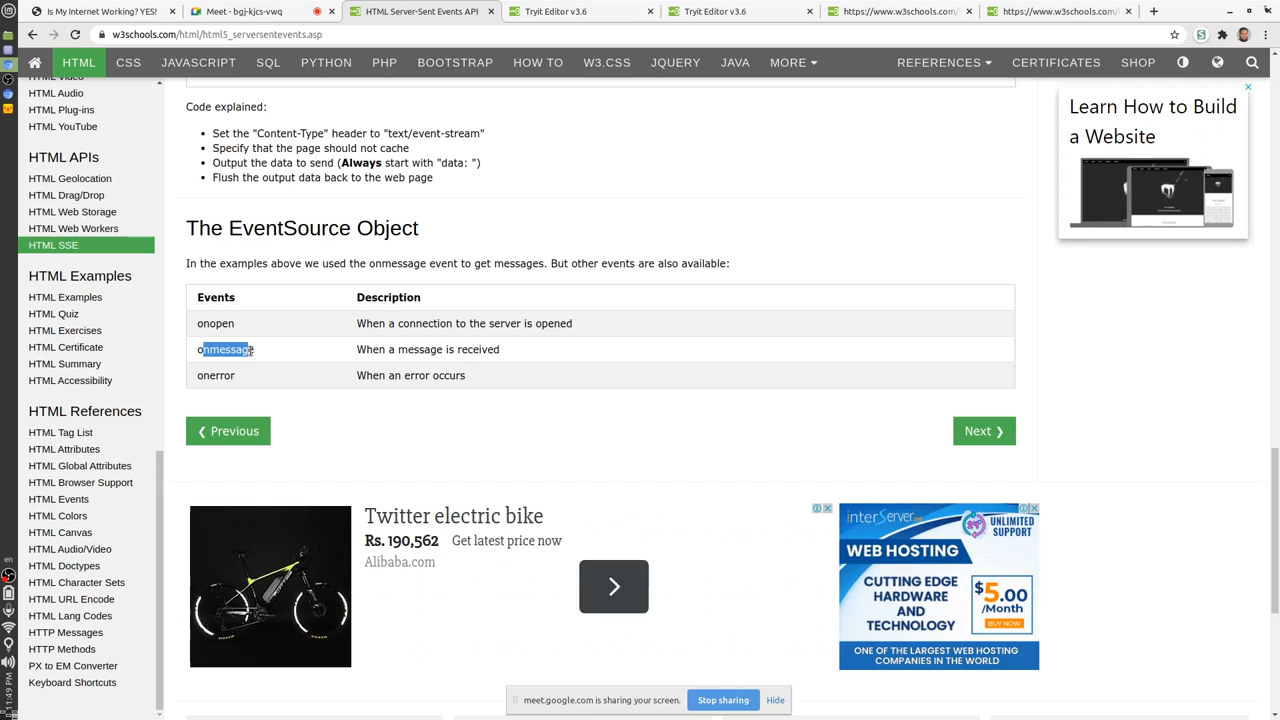 Is My Internet Working? YES!
Meet - bgj-kjcs-vwq
HTML Server-Sent Events API
Tryit Editor v3.6
Tryit Editor v3.6
https://www.w3schools.com/
https://www.w3schools.com/
w3schools.com/html/html5_serversentevents.asp
HTML CSS JAVASCRIPT SQL PYTHON PHP BOOTSTRAP HOW TO W3.CSS JQUERY JAVA MORE REFERENCES CERTIFICATES SHOP
HTML Video
HTML Audio
HTML Plug-ins
HTML YouTube
HTML APIs
HTML Geolocation
HTML Drag/Drop
HTML Web Storage
HTML Web Workers
HTML SSE
HTML Examples
HTML Examples
HTML Quiz
HTML Exercises
HTML Certificate
HTML Summary
HTML Accessibility
HTML References
HTML Tag List
HTML Attributes
HTML Global Attributes
HTML Browser Support
HTML Events
HTML Colors
HTML Canvas
HTML Audio/Video
HTML Doctypes
HTML Character Sets
HTML URL Encode
HTML Lang Codes
HTTP Messages
HTTP Methods
PX to EM Converter
Keyboard Shortcuts
Code explained:
• Set the "Content-Type" header to "text/event-stream"
• Specify that the page should not cache
• Output the data to send (Always start with "data: ")
• Flush the output data back to the web page
The EventSource Object
In the examples above we used the onmessage event to get messages. But other events are also available:
Events Description
onopen When a connection to the server is opened
onmessage When a message is received
onerror When an error occurs
❮ Previous
Next ❯
Learn How to Build
a Website
Twitter electric bike
Rs. 190,562 Get latest price now
Alibaba.com
interServer.net
24/7
UNLIMITED
SUPPORT
WEB HOSTING
CUTTING EDGE
HARDWARE
AND
TECHNOLOGY
$5.00
/Month
BUY NOW
ONE OF THE LARGEST WEB HOSTING
COMPANIES IN THE WORLD
meet.google.com is sharing your screen.
Stop sharing
Hide
en
11:49 PM